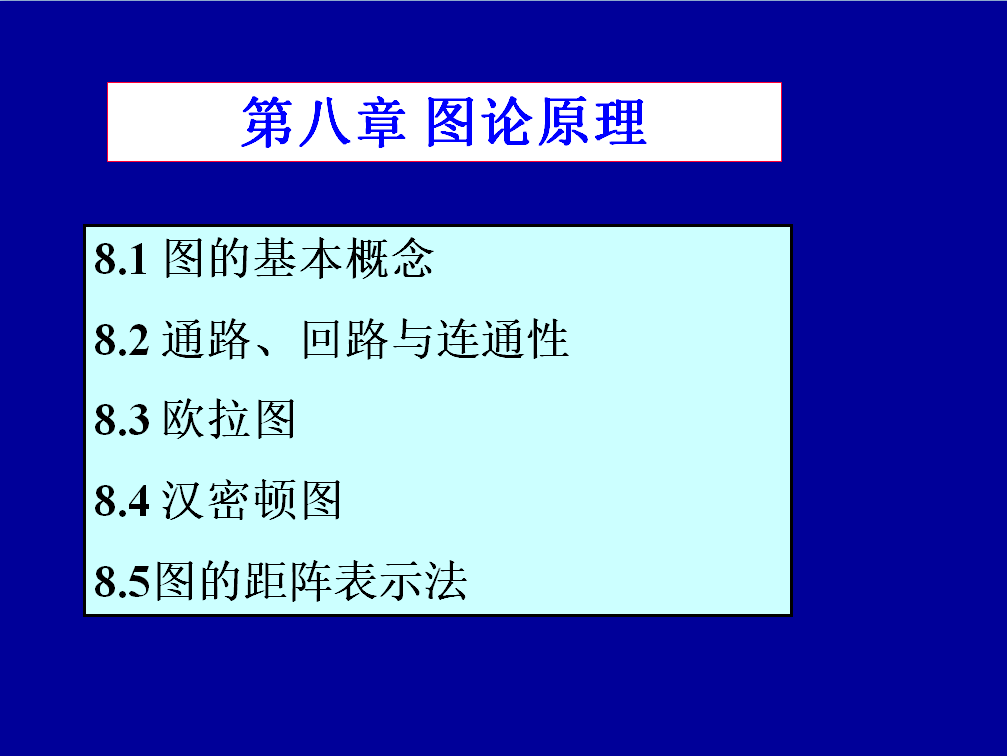 第八章 图论原理
8.1 图的基本概念
8.2 通路、回路与连通性
8.3 欧拉图
8.4 汉密顿图
8.5图的距阵表示法